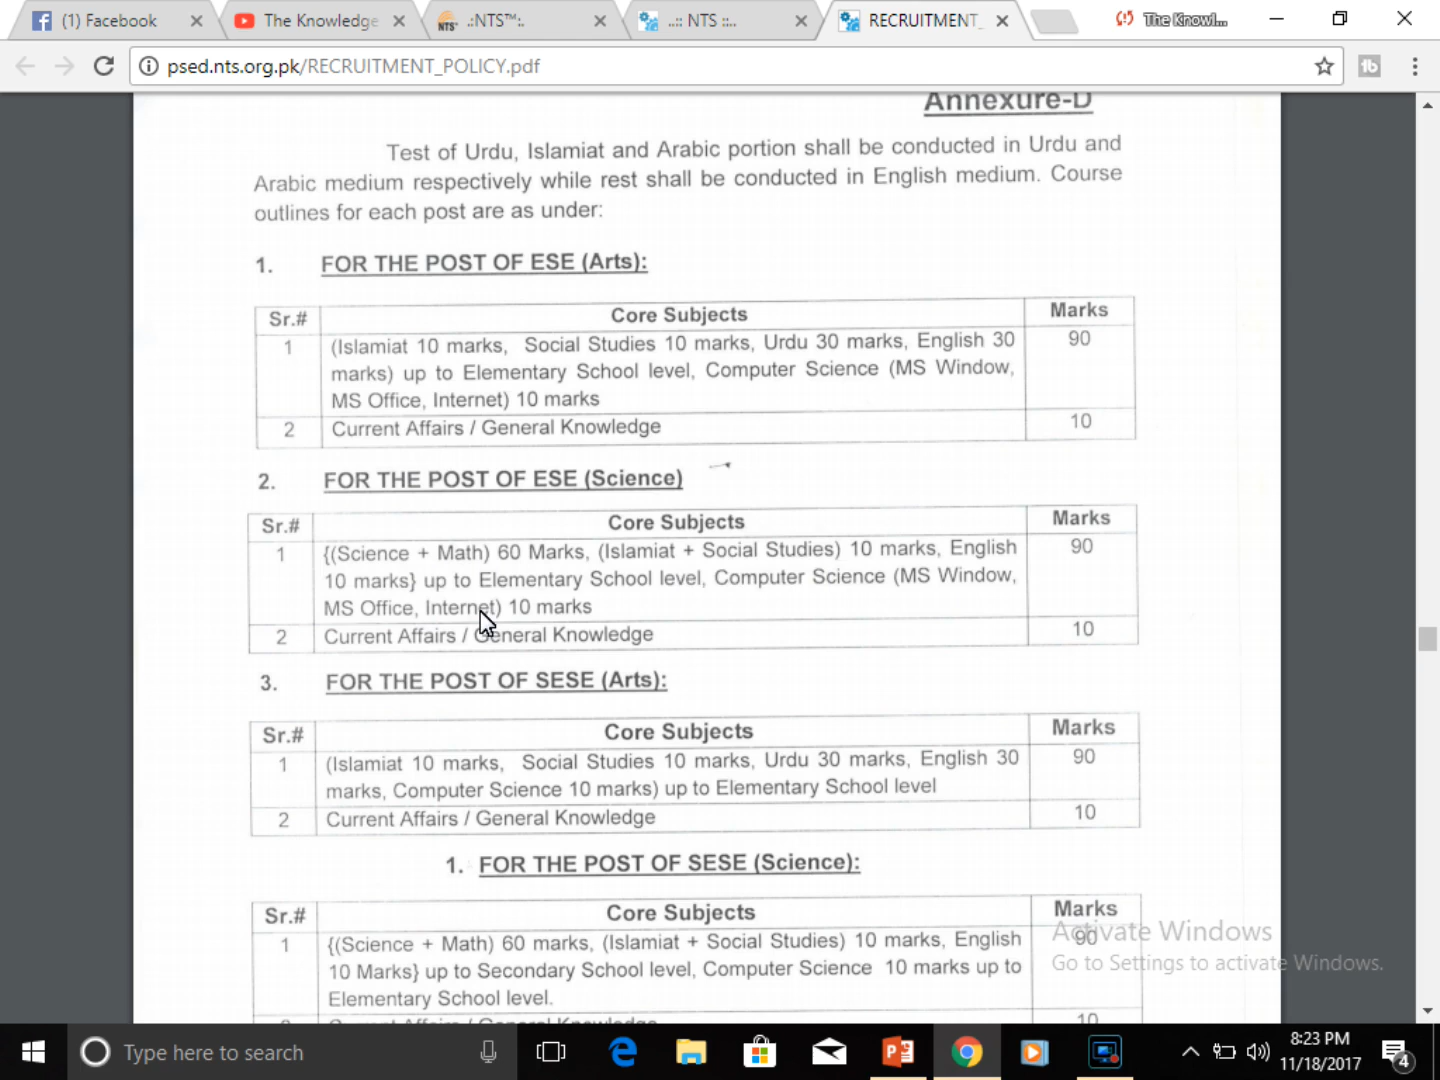 (1) Facebook
The Knowledge
NTS
.:NTS™:.
..:: NTS ::..
RECRUITMENT_
The Knowl...
psed.nts.org.pk/RECRUITMENT_POLICY.pdf
Annexure-D
Test of Urdu, Islamiat and Arabic portion shall be conducted in Urdu and
Arabic medium respectively while rest shall be conducted in English medium. Course
outlines for each post are as under:
1. FOR THE POST OF ESE (Arts):
Sr.# Core Subjects Marks
1 (Islamiat 10 marks, Social Studies 10 marks, Urdu 30 marks, English 30 90
marks) up to Elementary School level, Computer Science (MS Window,
MS Office, Internet) 10 marks
2 Current Affairs / General Knowledge 10
2. FOR THE POST OF ESE (Science)
Sr.# Core Subjects Marks
1 {(Science + Math) 60 Marks, (Islamiat + Social Studies) 10 marks, English 90
10 marks} up to Elementary School level, Computer Science (MS Window,
MS Office, Internet) 10 marks
2 Current Affairs / General Knowledge 10
3. FOR THE POST OF SESE (Arts):
Sr.# Core Subjects Marks
1 (Islamiat 10 marks, Social Studies 10 marks, Urdu 30 marks, English 30 90
marks, Computer Science 10 marks) up to Elementary School level
2 Current Affairs / General Knowledge 10
1. FOR THE POST OF SESE (Science):
Sr.# Core Subjects Marks
1 {(Science + Math) 60 marks, (Islamiat + Social Studies) 10 marks, English 90
10 Marks} up to Secondary School level, Computer Science 10 marks up to
Elementary School level.
2 Current Affairs / General Knowledge 10
Activate Windows
Go to Settings to activate Windows.
Type here to search
8:23 PM
11/18/2017
4